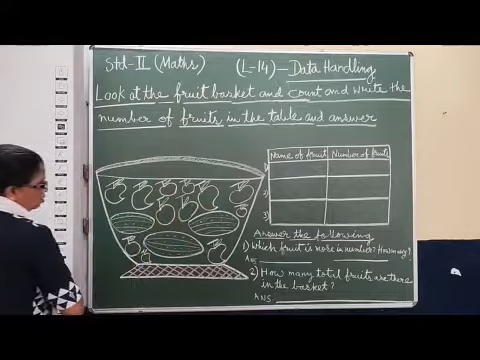 Std-II (Maths) (L-14)—Data Handling
Look at the fruit basket and count and write the
number of fruits in the table and answer
Name of fruit Number of fruits
1)
2)
3)
Answer the following
1) Which fruit is more in number? How many?
Ans
2) How many total fruits are there
in the basket?
Ans